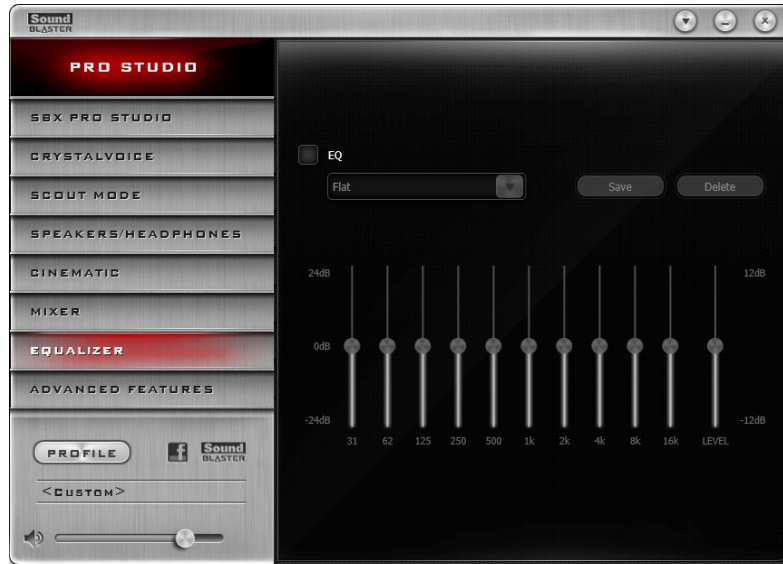 Sound
BLASTER
PRO STUDIO
SBX PRO STUDIO
CRYSTALVOICE
SCOUT MODE
SPEAKERS/HEADPHONES
CINEMATIC
MIXER
EQUALIZER
ADVANCED FEATURES
PROFILE
f
Sound
BLASTER
<CUSTOM>
EQ
Flat
Save
Delete
24dB
12dB
0dB
-24dB
-12dB
31 62 125 250 500 1k 2k 4k 8k 16k LEVEL